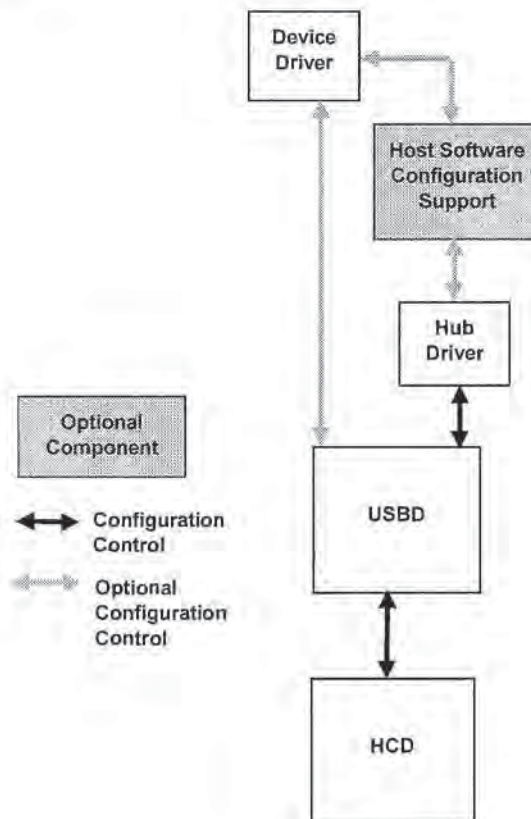 Device
Driver
Host Software
Configuration
Support
Hub
Driver
Optional
Component
USBD
Configuration
Control
Optional
Configuration
Control
HCD